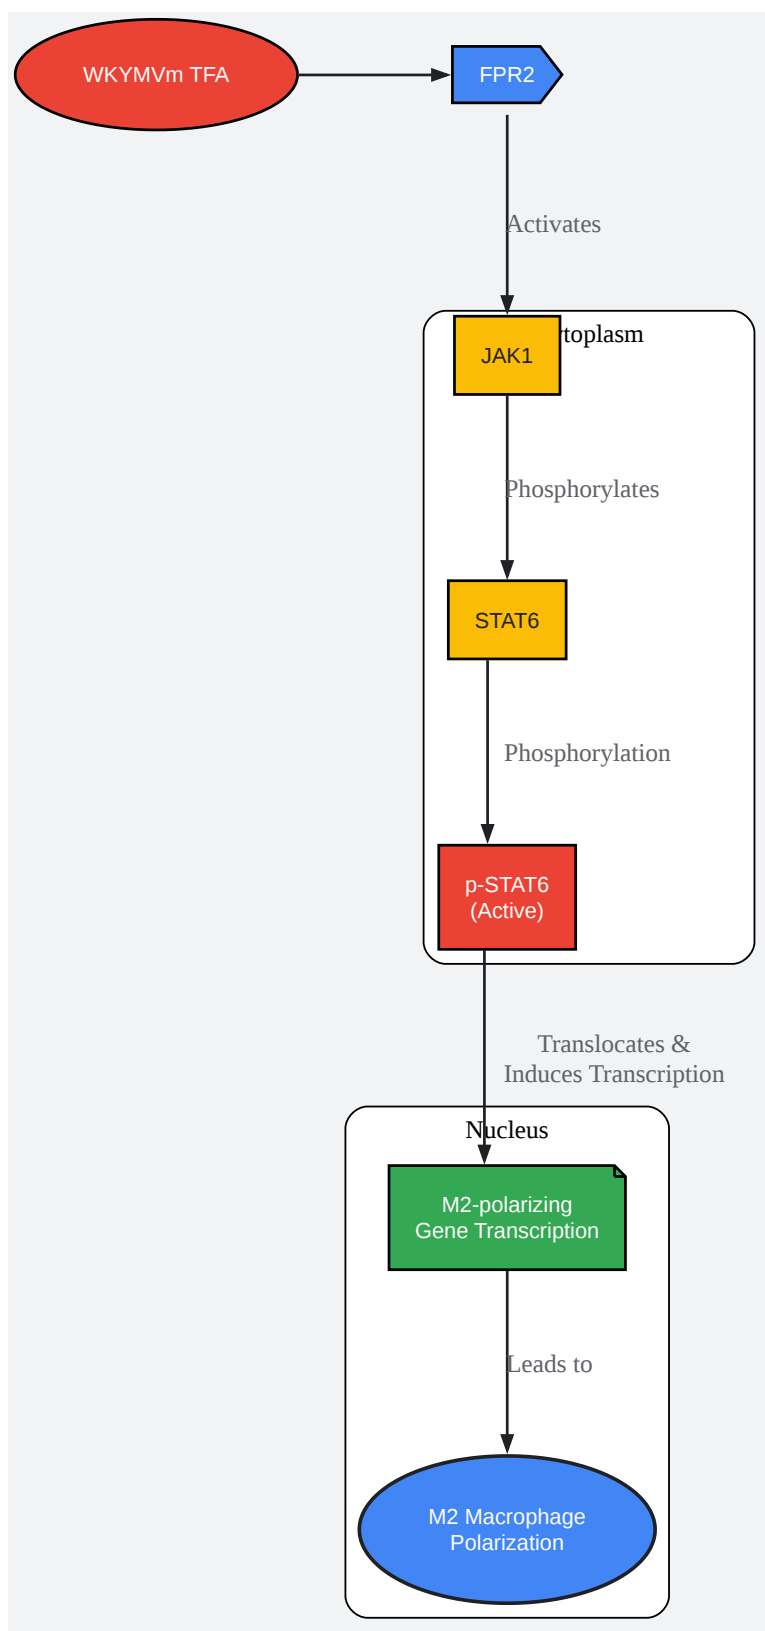 WKYMVm TFA
FPR2
Activates
ytoplasm
JAK1
Phosphorylates
STAT6
Phosphorylation
p-STAT6
(Active)
Translocates &
Induces Transcription
Nucleus
M2-polarizing
Gene Transcription
Leads to
M2 Macrophage
Polarization